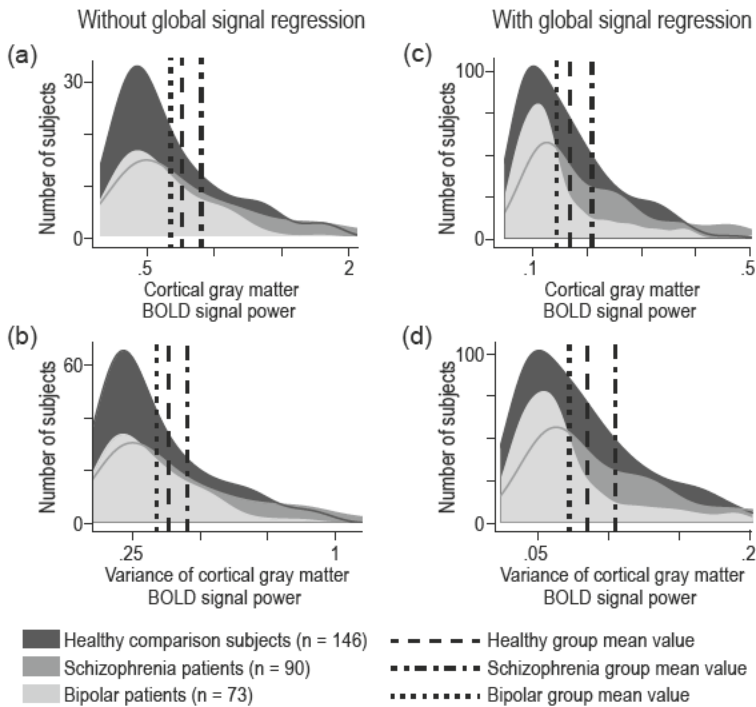 Without global signal regression
With global signal regression
(a)
30
Number of subjects
0
.5
2
Cortical gray matter
BOLD signal power
(c)
100
Number of subjects
0
.1
.5
Cortical gray matter
BOLD signal power
(b)
60
Number of subjects
0
.25
1
Variance of cortical gray matter
BOLD signal power
(d)
100
Number of subjects
0
.05
.2
Variance of cortical gray matter
BOLD signal power
Healthy comparison subjects (n = 146)
Schizophrenia patients (n = 90)
Bipolar patients (n = 73)
Healthy group mean value
Schizophrenia group mean value
Bipolar group mean value